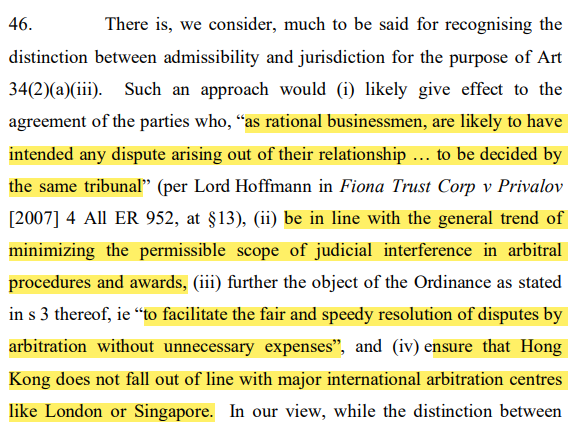 46. There is, we consider, much to be said for recognising the
distinction between admissibility and jurisdiction for the purpose of Art
34(2)(a)(iii). Such an approach would (i) likely give effect to the
agreement of the parties who, “as rational businessmen, are likely to have
intended any dispute arising out of their relationship … to be decided by
the same tribunal” (per Lord Hoffmann in Fiona Trust Corp v Privalov
[2007] 4 All ER 952, at §13), (ii) be in line with the general trend of
minimizing the permissible scope of judicial interference in arbitral
procedures and awards, (iii) further the object of the Ordinance as stated
in s 3 thereof, ie “to facilitate the fair and speedy resolution of disputes by
arbitration without unnecessary expenses”, and (iv) ensure that Hong
Kong does not fall out of line with major international arbitration centres
like London or Singapore. In our view, while the distinction between